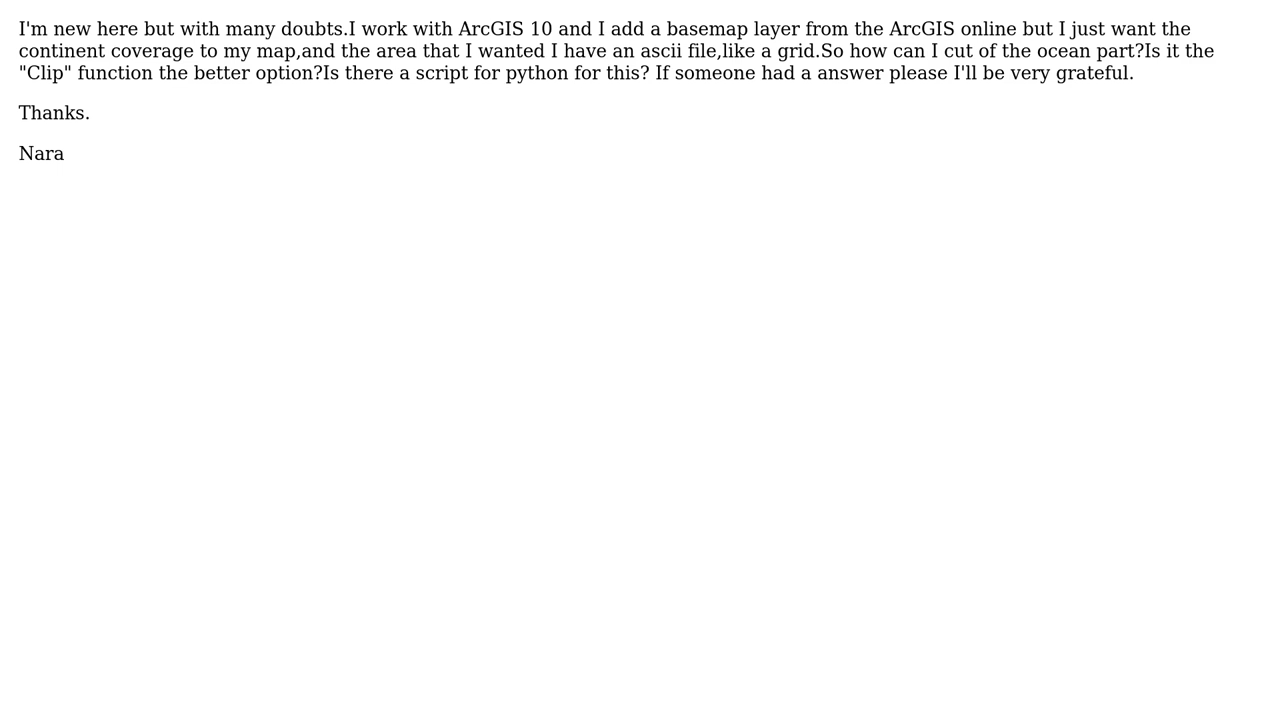 I'm new here but with many doubts.I work with ArcGIS 10 and I add a basemap layer from the ArcGIS online but I just want the
continent coverage to my map,and the area that I wanted I have an ascii file,like a grid.So how can I cut of the ocean part?Is it the
"Clip" function the better option?Is there a script for python for this? If someone had a answer please I'll be very grateful.
Thanks.
Nara